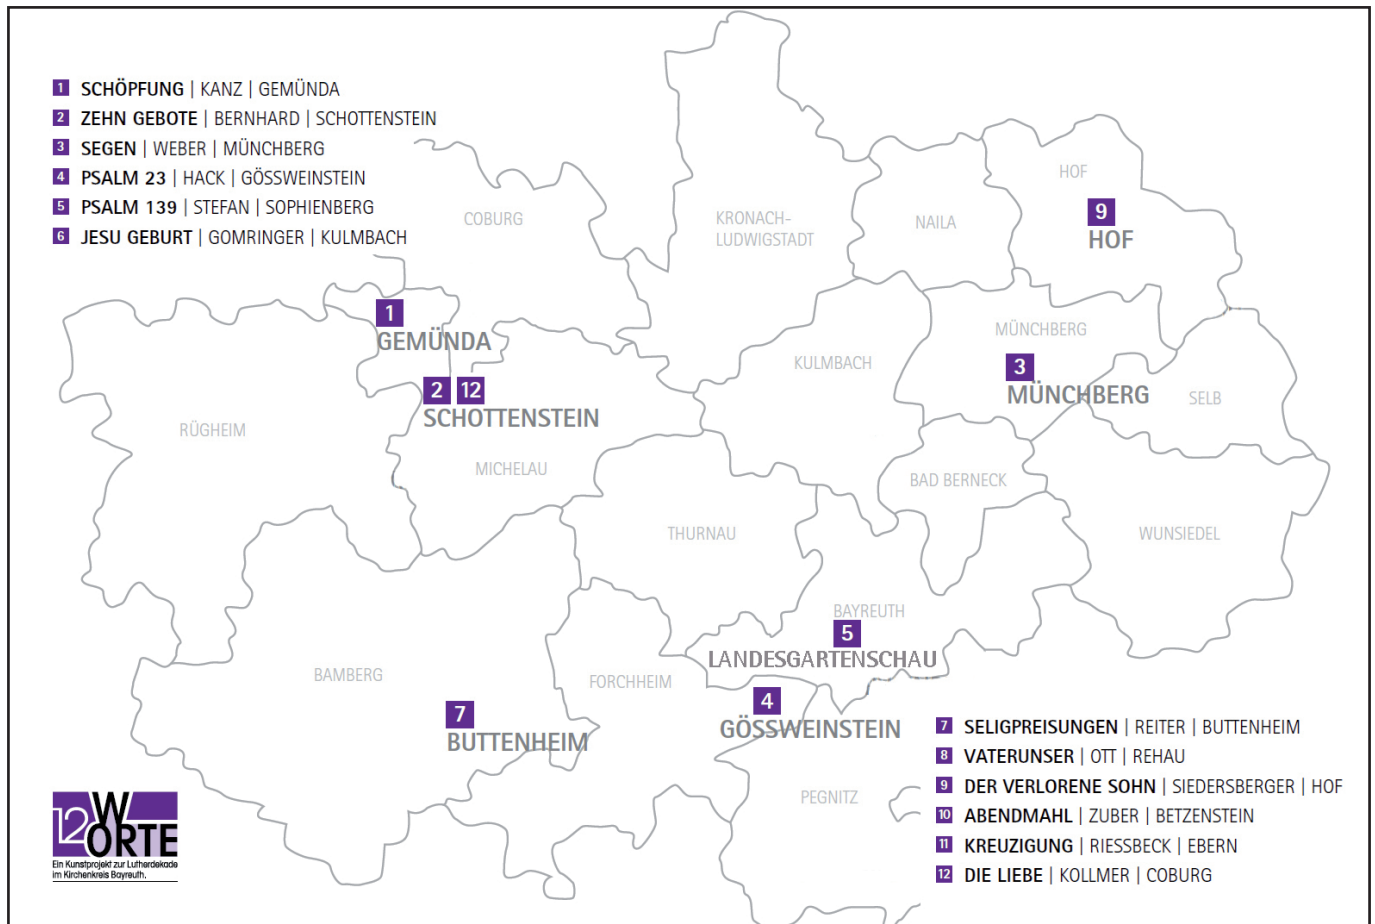 1 SCHÖPFUNG | KANZ | GEMÜNDA
2 ZEHN GEBOTE | BERNHARD | SCHOTTENSTEIN
3 SEGEN | WEBER | MÜNCHBERG
4 PSALM 23 | HACK | GÖSSWEINSTEIN
5 PSALM 139 | STEFAN | SOPHIENBERG
6 JESU GEBURT | GOMRINGER | KULMBACH
COBURG
KRONACH-
LUDWIGSTADT
NAILA
HOF
9
HOF
1
GEMÜNDA
MÜNCHBERG
3
MÜNCHBERG
KULMBACH
2 12
SCHOTTENSTEIN
SELB
RÜGHEIM
MICHELAU
BAD BERNECK
THURNAU
WUNSIEDEL
BAYREUTH
5
LANDESGARTENSCHAU
BAMBERG
FORCHHEIM
4
GÖSSWEINSTEIN
7
BUTTENHEIM
PEGNITZ
7 SELIGPREISUNGEN | REITER | BUTTENHEIM
8 VATERUNSER | OTT | REHAU
9 DER VERLORENE SOHN | SIEDERSBERGER | HOF
10 ABENDMAHL | ZUBER | BETZENSTEIN
11 KREUZIGUNG | RIESSBECK | EBERN
12 DIE LIEBE | KOLLMER | COBURG
12 W
ORTE
Ein Kunstprojekt zur Lutherdekade
im Kirchenkreis Bayreuth.